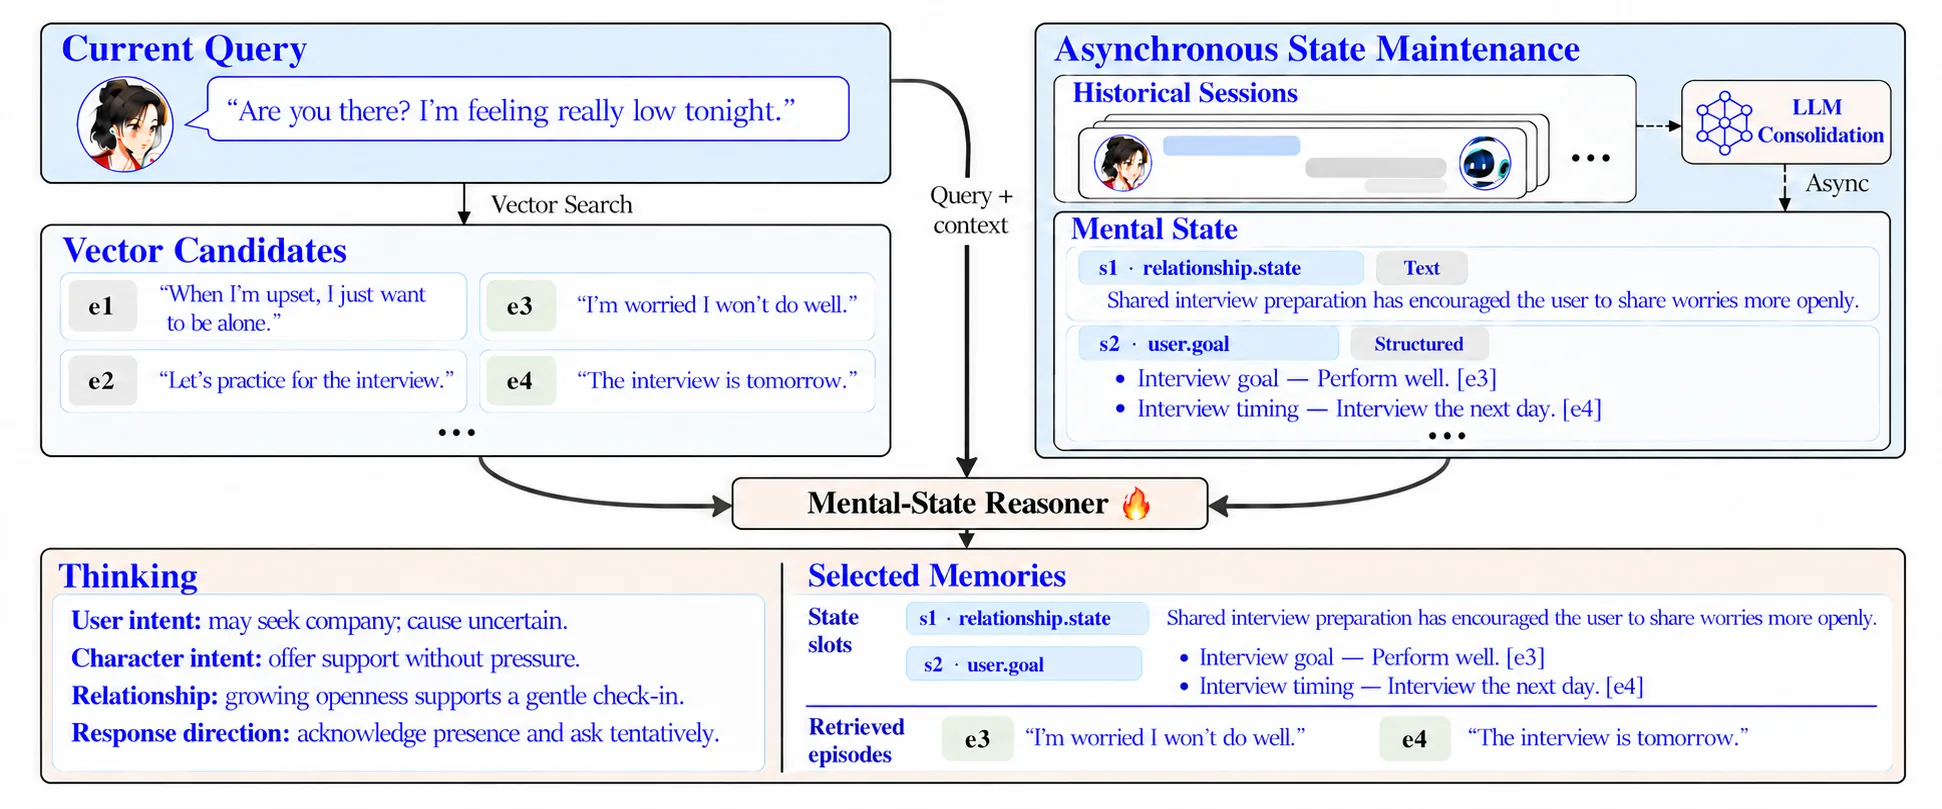 Current Query
“Are you there? I’m feeling really low tonight.”
Vector Search
Vector Candidates
e1
“When I’m upset, I just want
to be alone.”
e3
“I’m worried I won’t do well.”
e2
“Let’s practice for the interview.”
e4
“The interview is tomorrow.”
•••
Query +
context
Asynchronous State Maintenance
Historical Sessions
•••
LLM
Consolidation
Async
Mental State
s1 · relationship.state
Text
Shared interview preparation has encouraged the user to share worries more openly.
s2 · user.goal
Structured
• Interview goal — Perform well. [e3]
• Interview timing — Interview the next day. [e4]
•••
Mental-State Reasoner 🔥
Thinking
User intent: may seek company; cause uncertain.
Character intent: offer support without pressure.
Relationship: growing openness supports a gentle check-in.
Response direction: acknowledge presence and ask tentatively.
Selected Memories
State
slots
s1 · relationship.state
Shared interview preparation has encouraged the user to share worries more openly.
s2 · user.goal
• Interview goal — Perform well. [e3]
• Interview timing — Interview the next day. [e4]
Retrieved
episodes
e3
“I’m worried I won’t do well.”
e4
“The interview is tomorrow.”